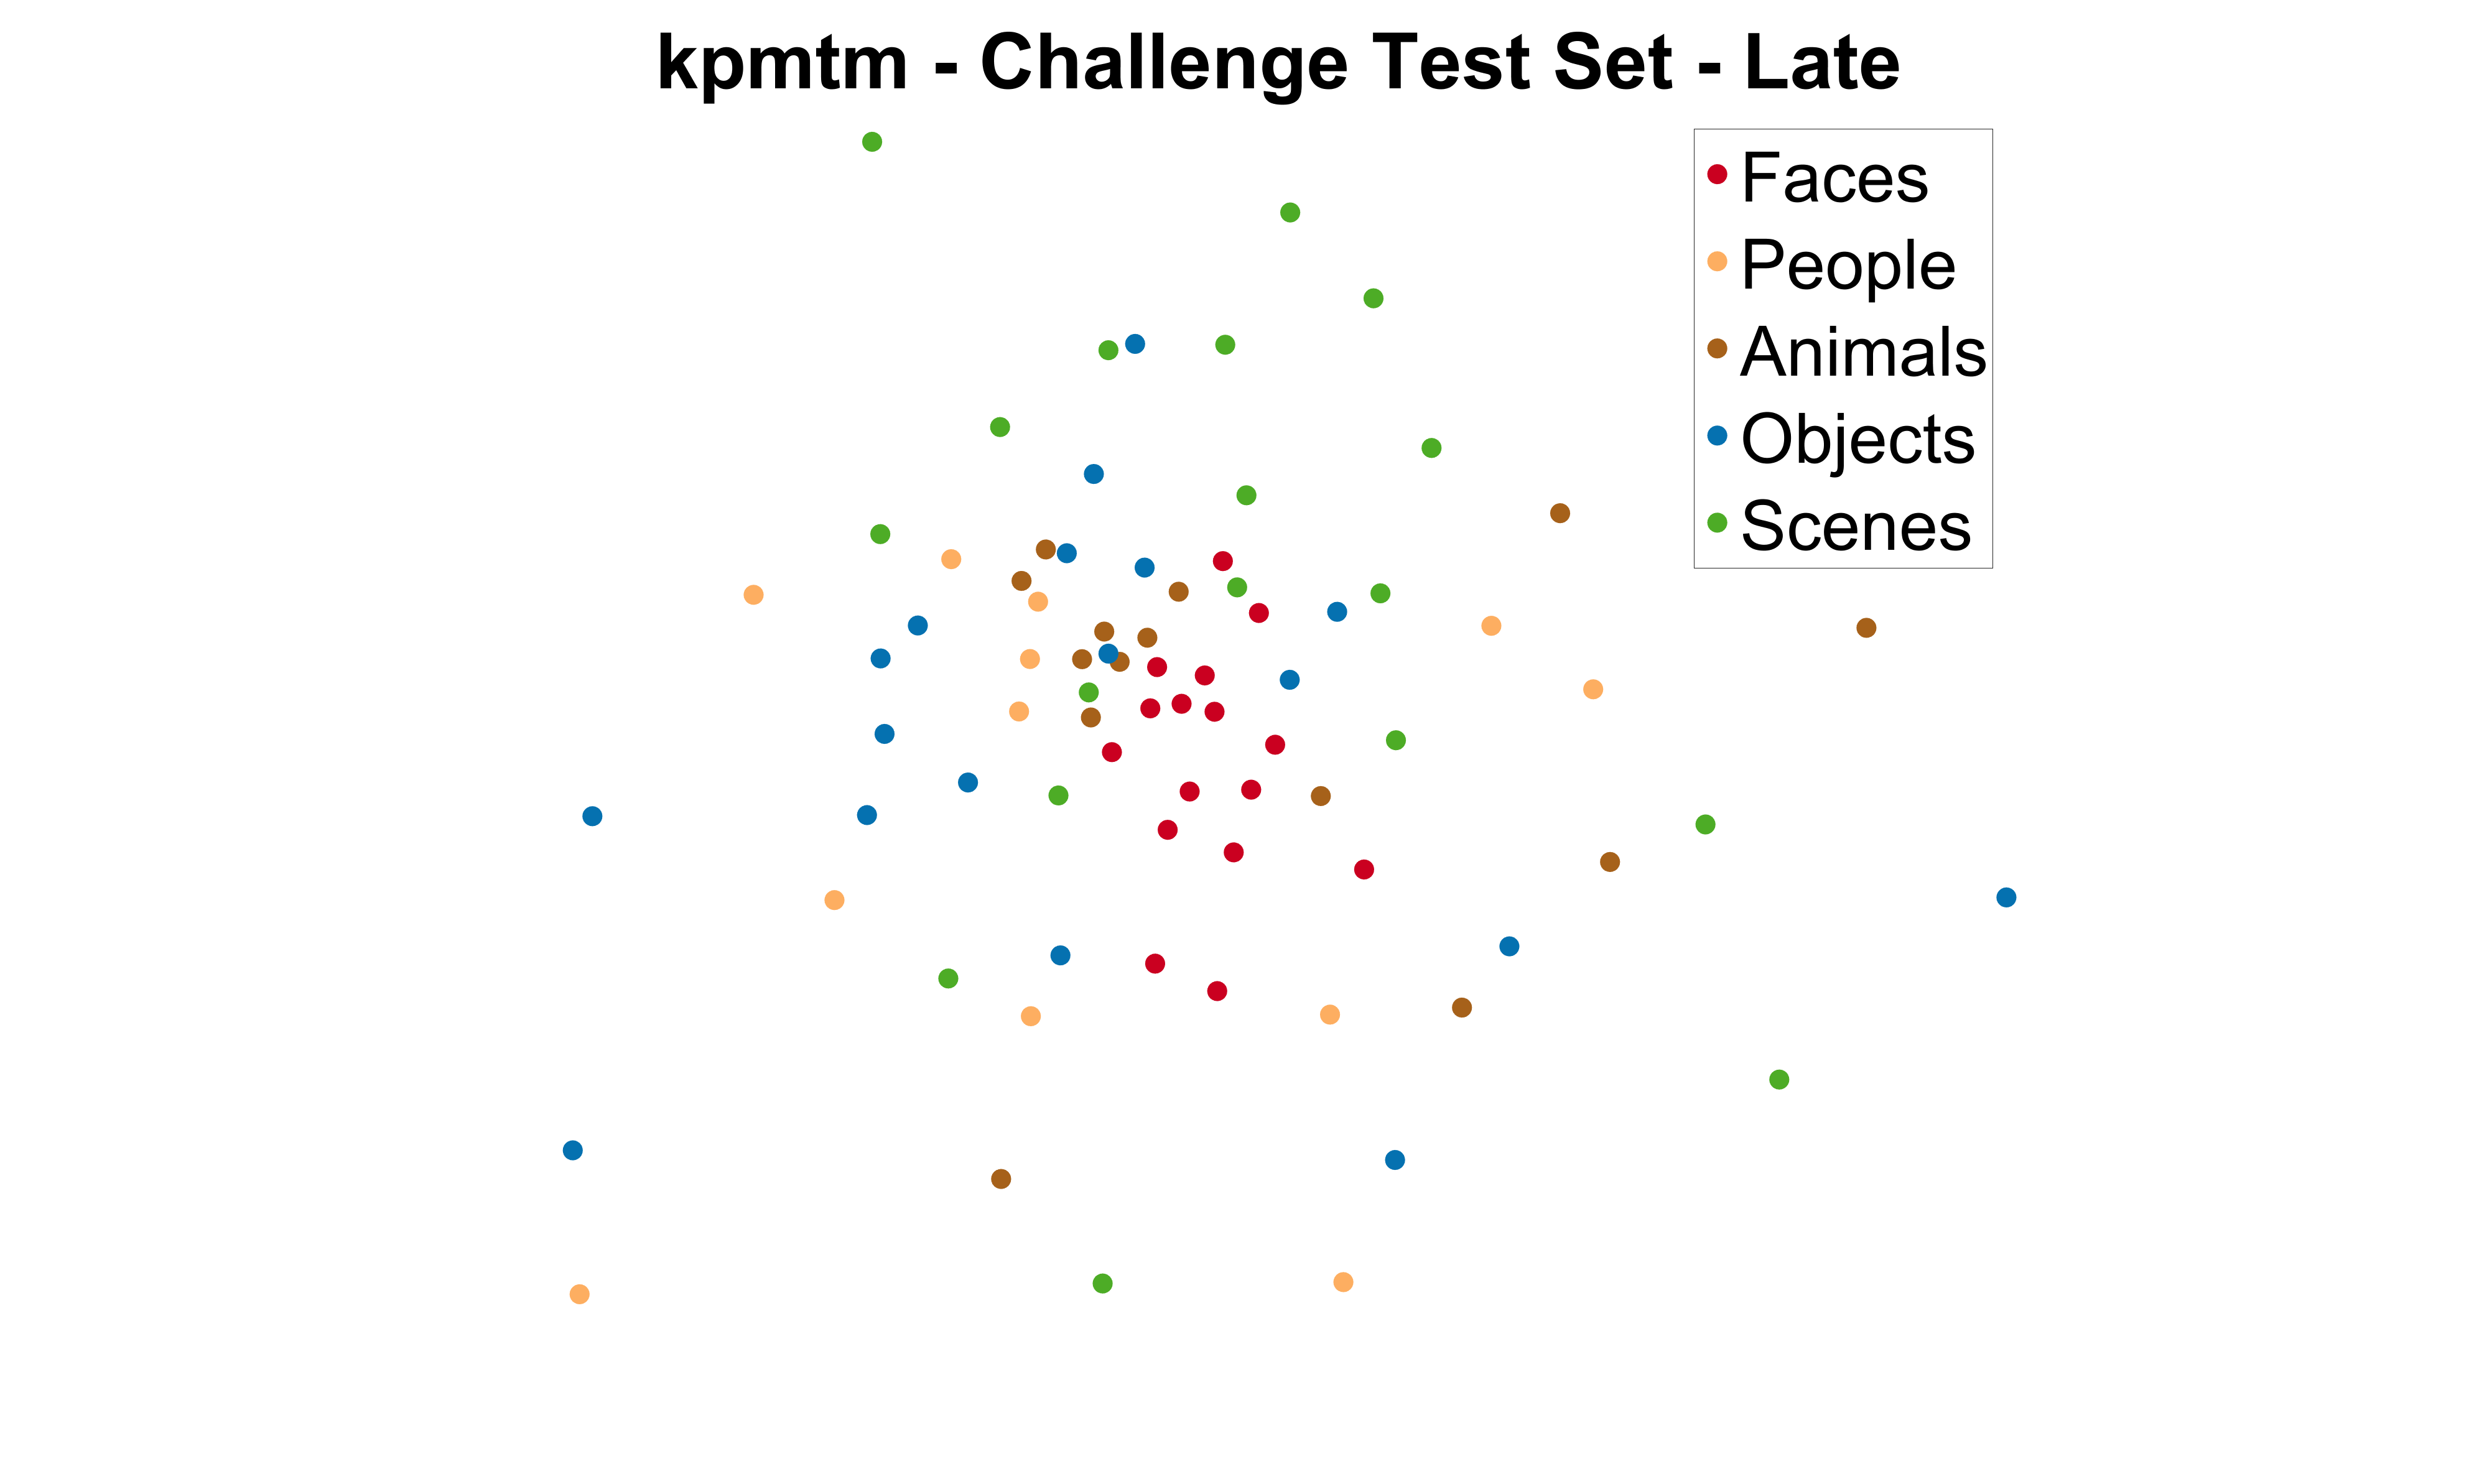 kpmtm - Challenge Test Set - Late
Faces
People
Animals
Objects
Scenes